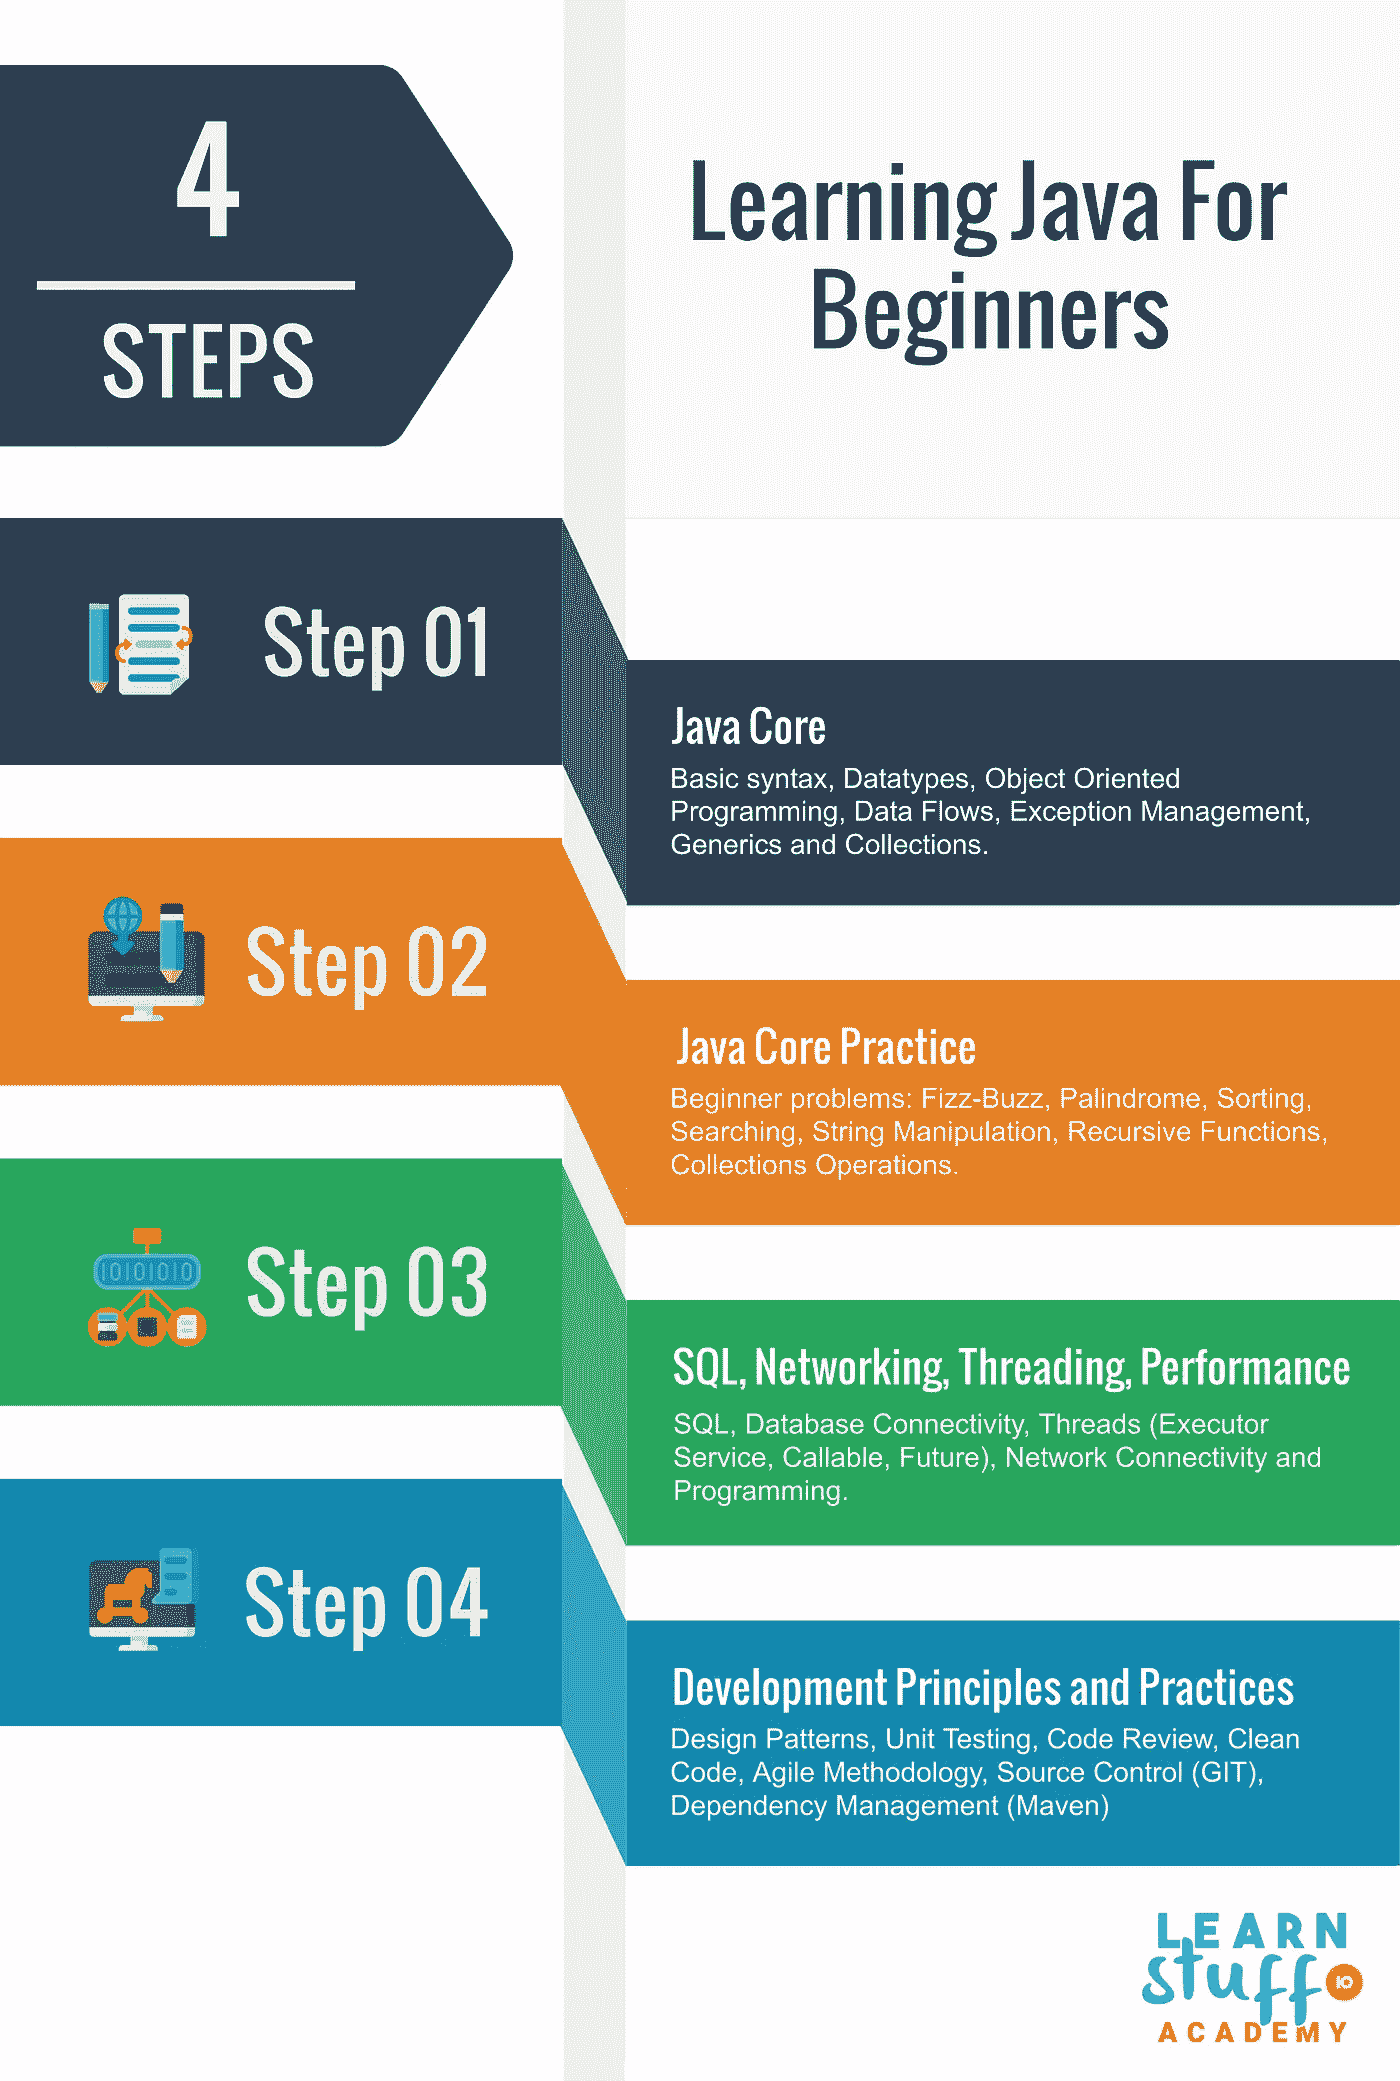 4
STEPS
Learning Java For
Beginners
Step 01
Java Core
Basic syntax, Datatypes, Object Oriented
Programming, Data Flows, Exception Management,
Generics and Collections.
Step 02
Java Core Practice
Beginner problems: Fizz-Buzz, Palindrome, Sorting,
Searching, String Manipulation, Recursive Functions,
Collections Operations.
Step 03
1010101010
SQL, Networking, Threading, Performance
SQL, Database Connectivity, Threads (Executor
Service, Callable, Future), Network Connectivity and
Programming.
Step 04
Development Principles and Practices
Design Patterns, Unit Testing, Code Review, Clean
Code, Agile Methodology, Source Control (GIT),
Dependency Management (Maven)
LEARN
stuff IO
ACADEMY